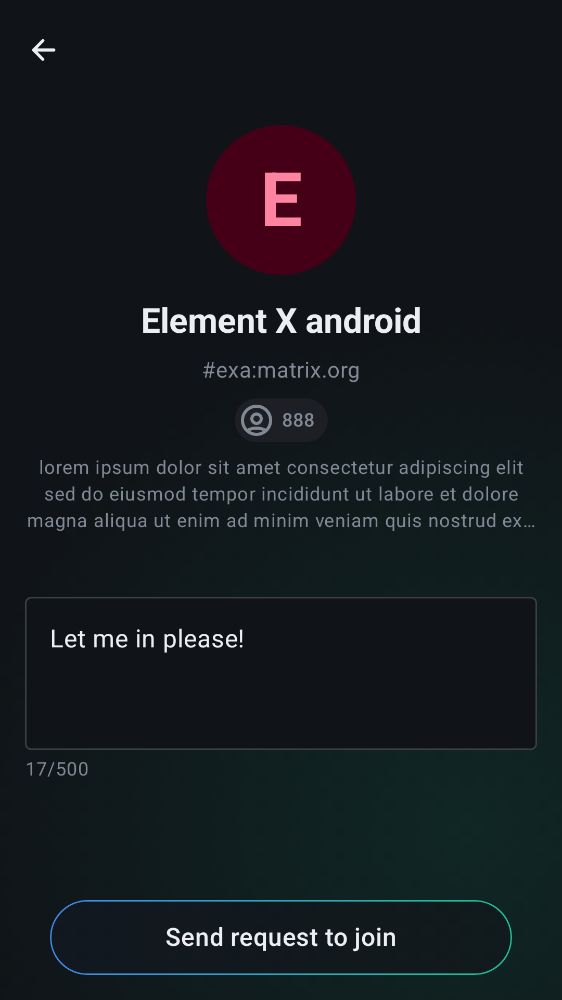 E
Element X android
#exa:matrix.org
888
lorem ipsum dolor sit amet consectetur adipiscing elit
sed do eiusmod tempor incididunt ut labore et dolore
magna aliqua ut enim ad minim veniam quis nostrud ex…
Let me in please!
17/500
Send request to join